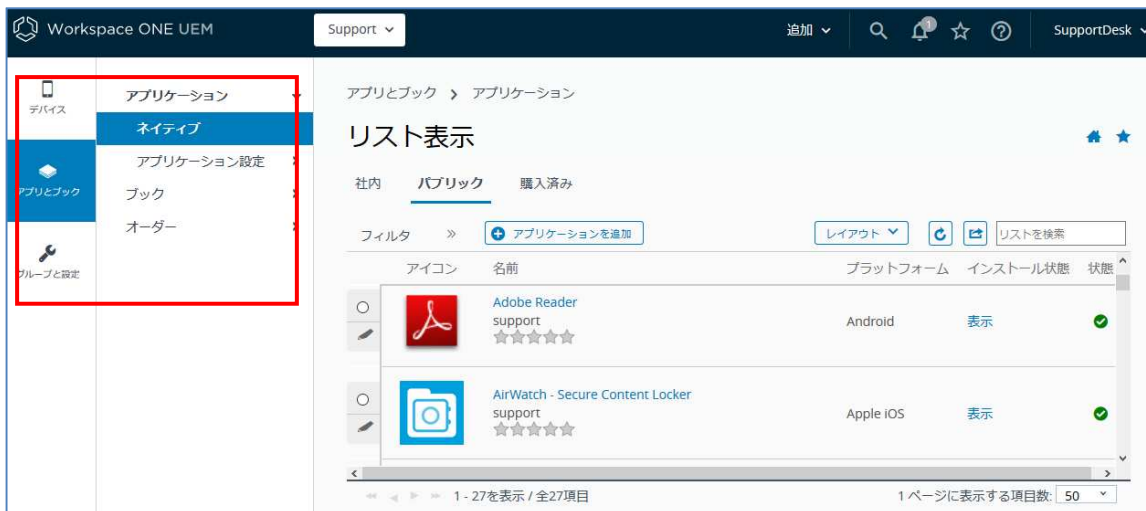 Workspace ONE UEM
Support
追加
1
SupportDesk
デバイス
アプリとブック
グループと設定
アプリケーション
ネイティブ
アプリケーション設定
ブック
オーダー
アプリとブック > アプリケーション
リスト表示
社内 パブリック 購入済み
フィルタ » アプリケーションを追加 レイアウト リストを検索
アイコン 名前 プラットフォーム インストール状態 状態
Adobe Reader
support
Android 表示
AirWatch - Secure Content Locker
support
Apple iOS 表示
1 - 27を表示 / 全27項目 1 ページに表示する項目数: 50